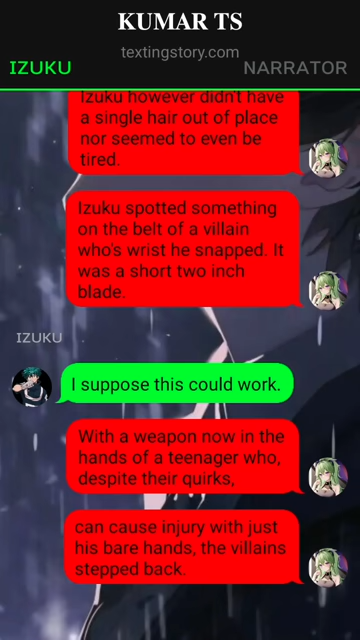 KUMAR TS
textingstory.com
IZUKU
NARRATOR
Izuku however didn't have
a single hair out of place
nor seemed to even be
tired.
Izuku spotted something
on the belt of a villain
who's wrist he snapped. It
was a short two inch
blade.
IZUKU
I suppose this could work.
With a weapon now in the
hands of a teenager who,
despite their quirks,
can cause injury with just
his bare hands, the villains
stepped back.